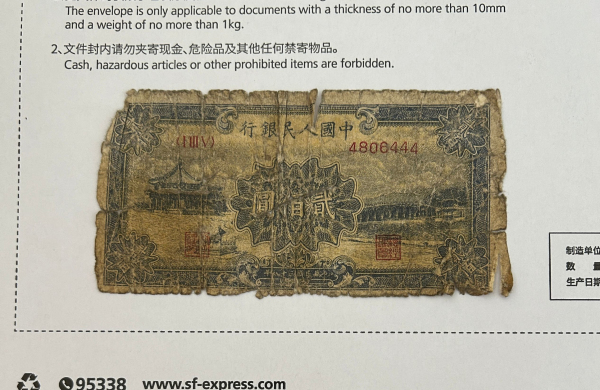 The envelope is only applicable to documents with a thickness of no more than 10mm
and a weight of no more than 1kg.
2、文件封内请勿夹寄现金、危险品及其他任何禁寄物品。
Cash, hazardous articles or other prohibited items are forbidden.
行銀民人國中
(I II V)
4806444
圓佰貳
制造单位
数 量
生产日期
95338 www.sf-express.com